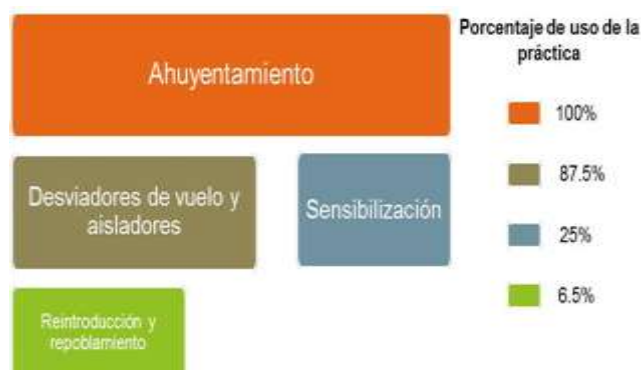 Ahuyentamiento
Desviadores de vuelo y
aisladores
Sensibilización
Reintroducción y
repoblamiento
Porcentaje de uso de la
práctica
100%
87.5%
25%
6.5%